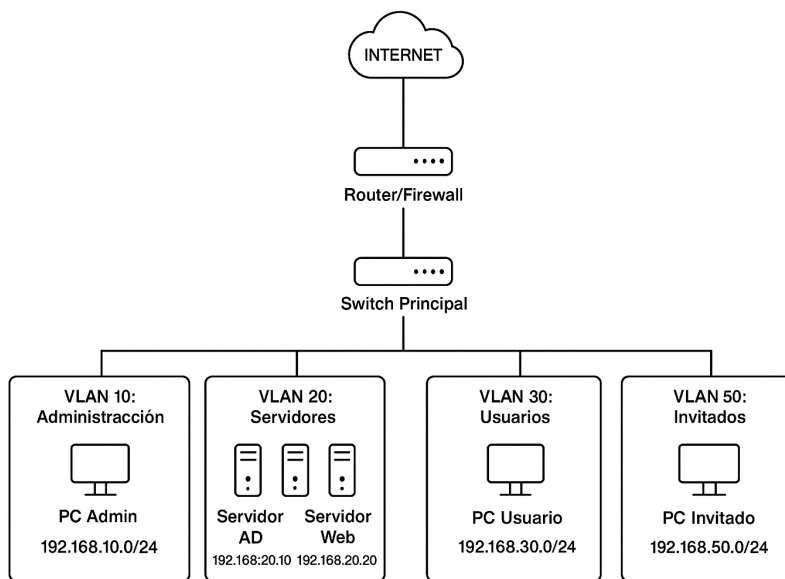 INTERNET
Router/Firewall
Switch Principal
VLAN 10:
Administracción
PC Admin
192.168.10.0/24
VLAN 20:
Servidores
Servidor
AD
192.168:20.10
Servidor
Web
192.168.20.20
VLAN 30:
Usuarios
PC Usuario
192.168.30.0/24
VLAN 50:
Invitados
PC Invitado
192.168.50.0/24